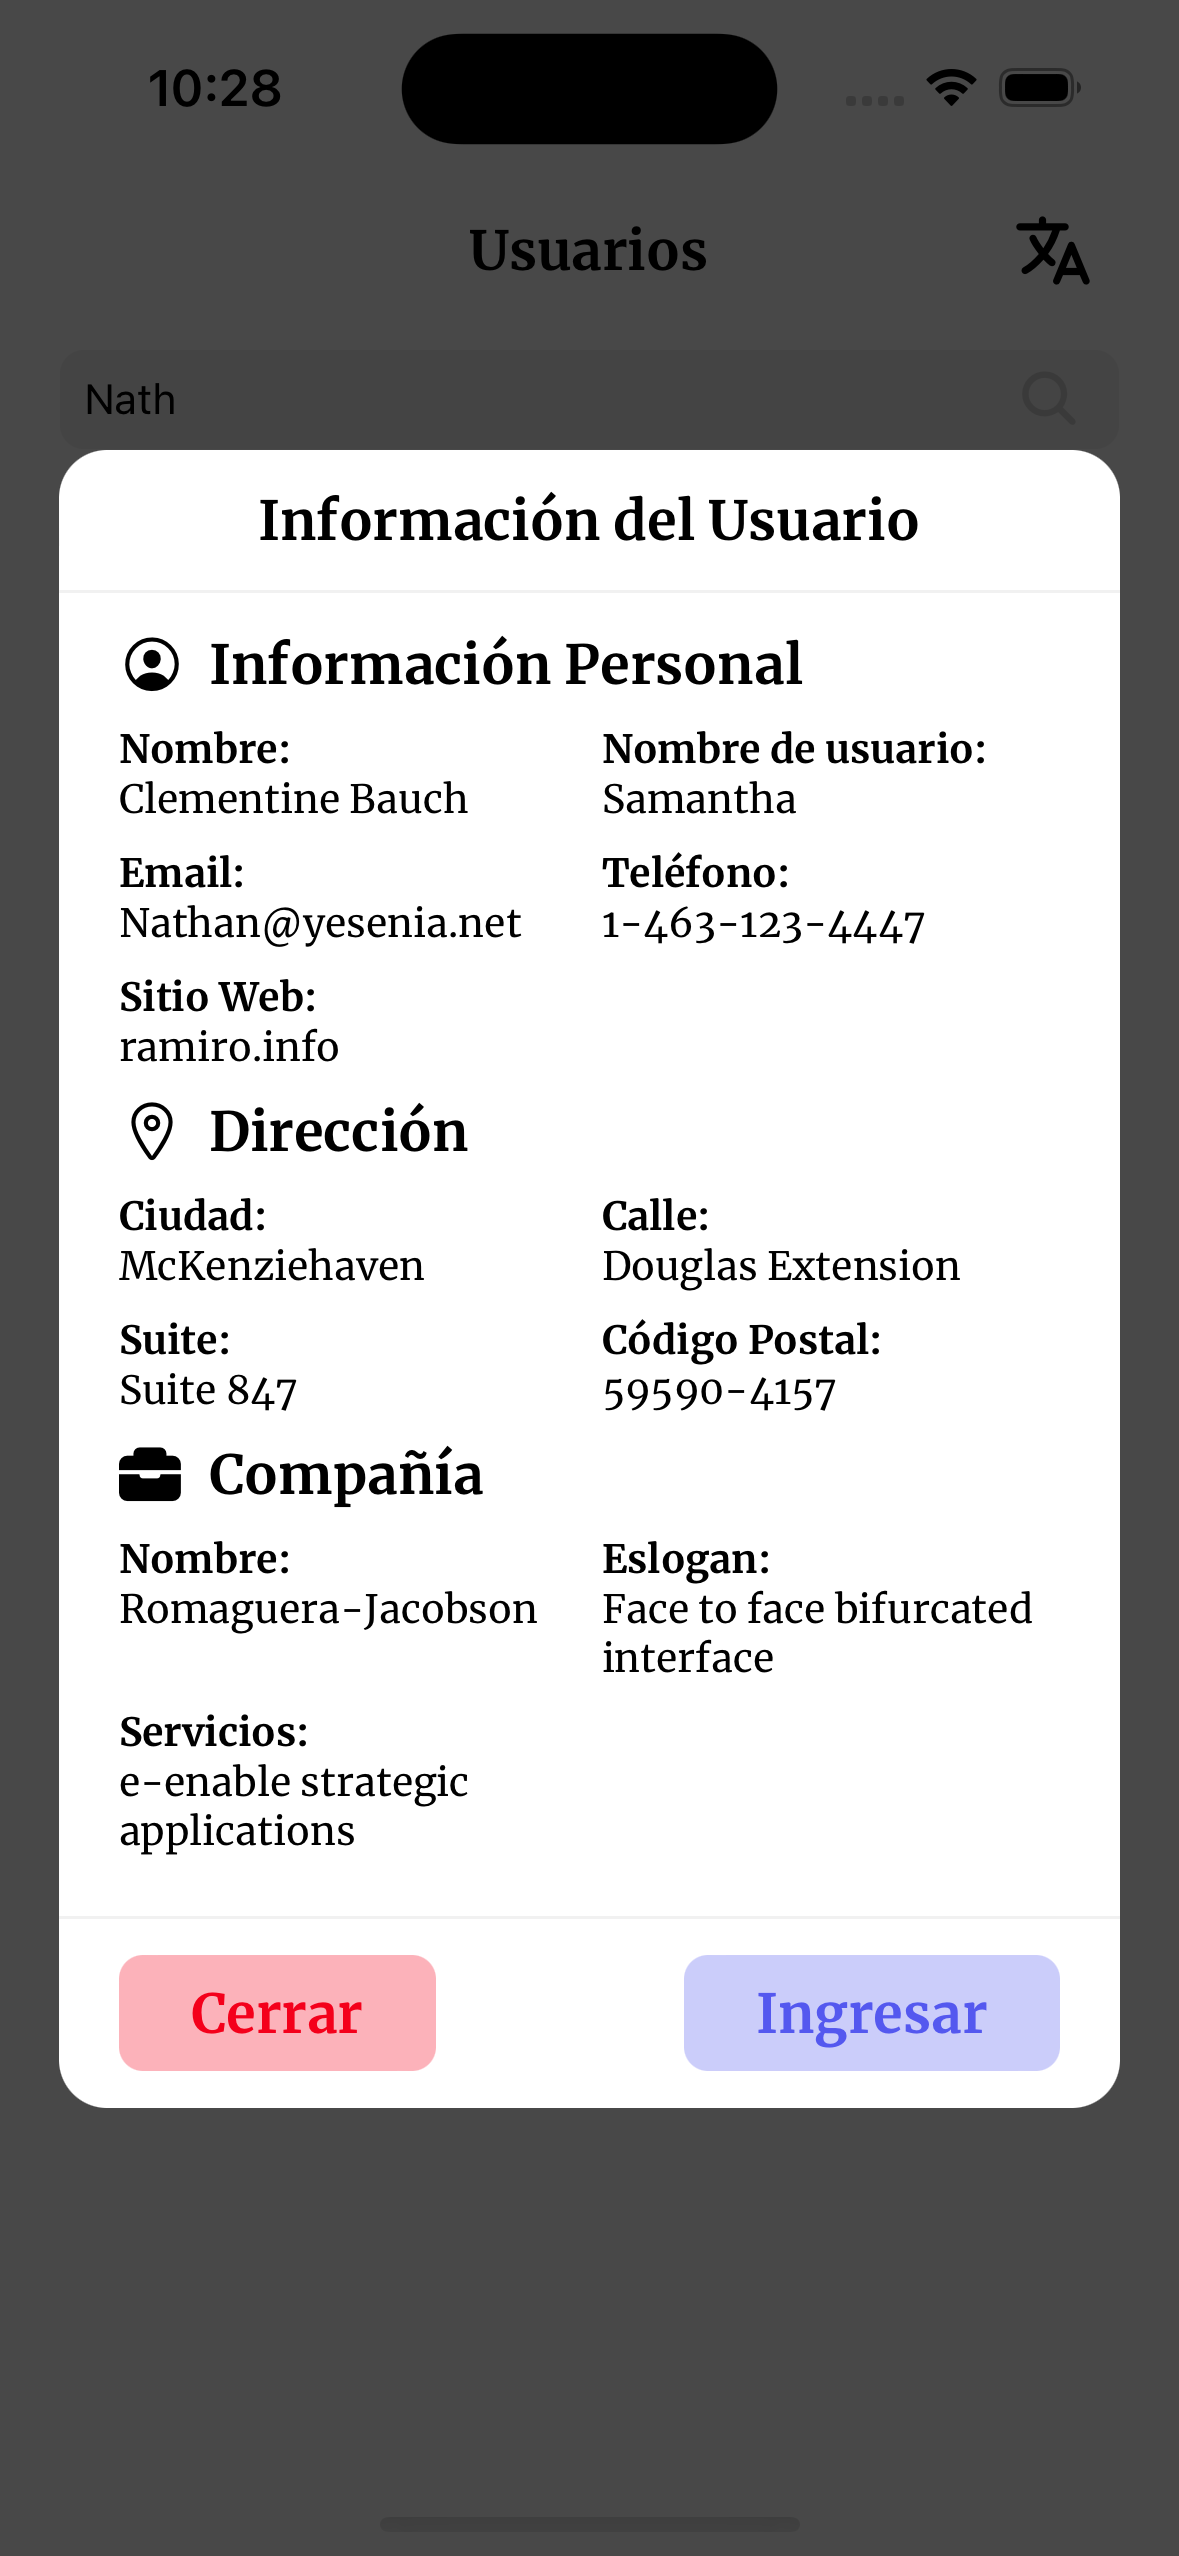 10:28
Usuarios
Nath
Información del Usuario
Información Personal
Nombre:
Clementine Bauch
Nombre de usuario:
Samantha
Email:
Nathan@yesenia.net
Teléfono:
1-463-123-4447
Sitio Web:
ramiro.info
Dirección
Ciudad:
McKenziehaven
Calle:
Douglas Extension
Suite:
Suite 847
Código Postal:
59590-4157
Compañía
Nombre:
Romaguera-Jacobson
Eslogan:
Face to face bifurcated
interface
Servicios:
e-enable strategic
applications
Cerrar
Ingresar